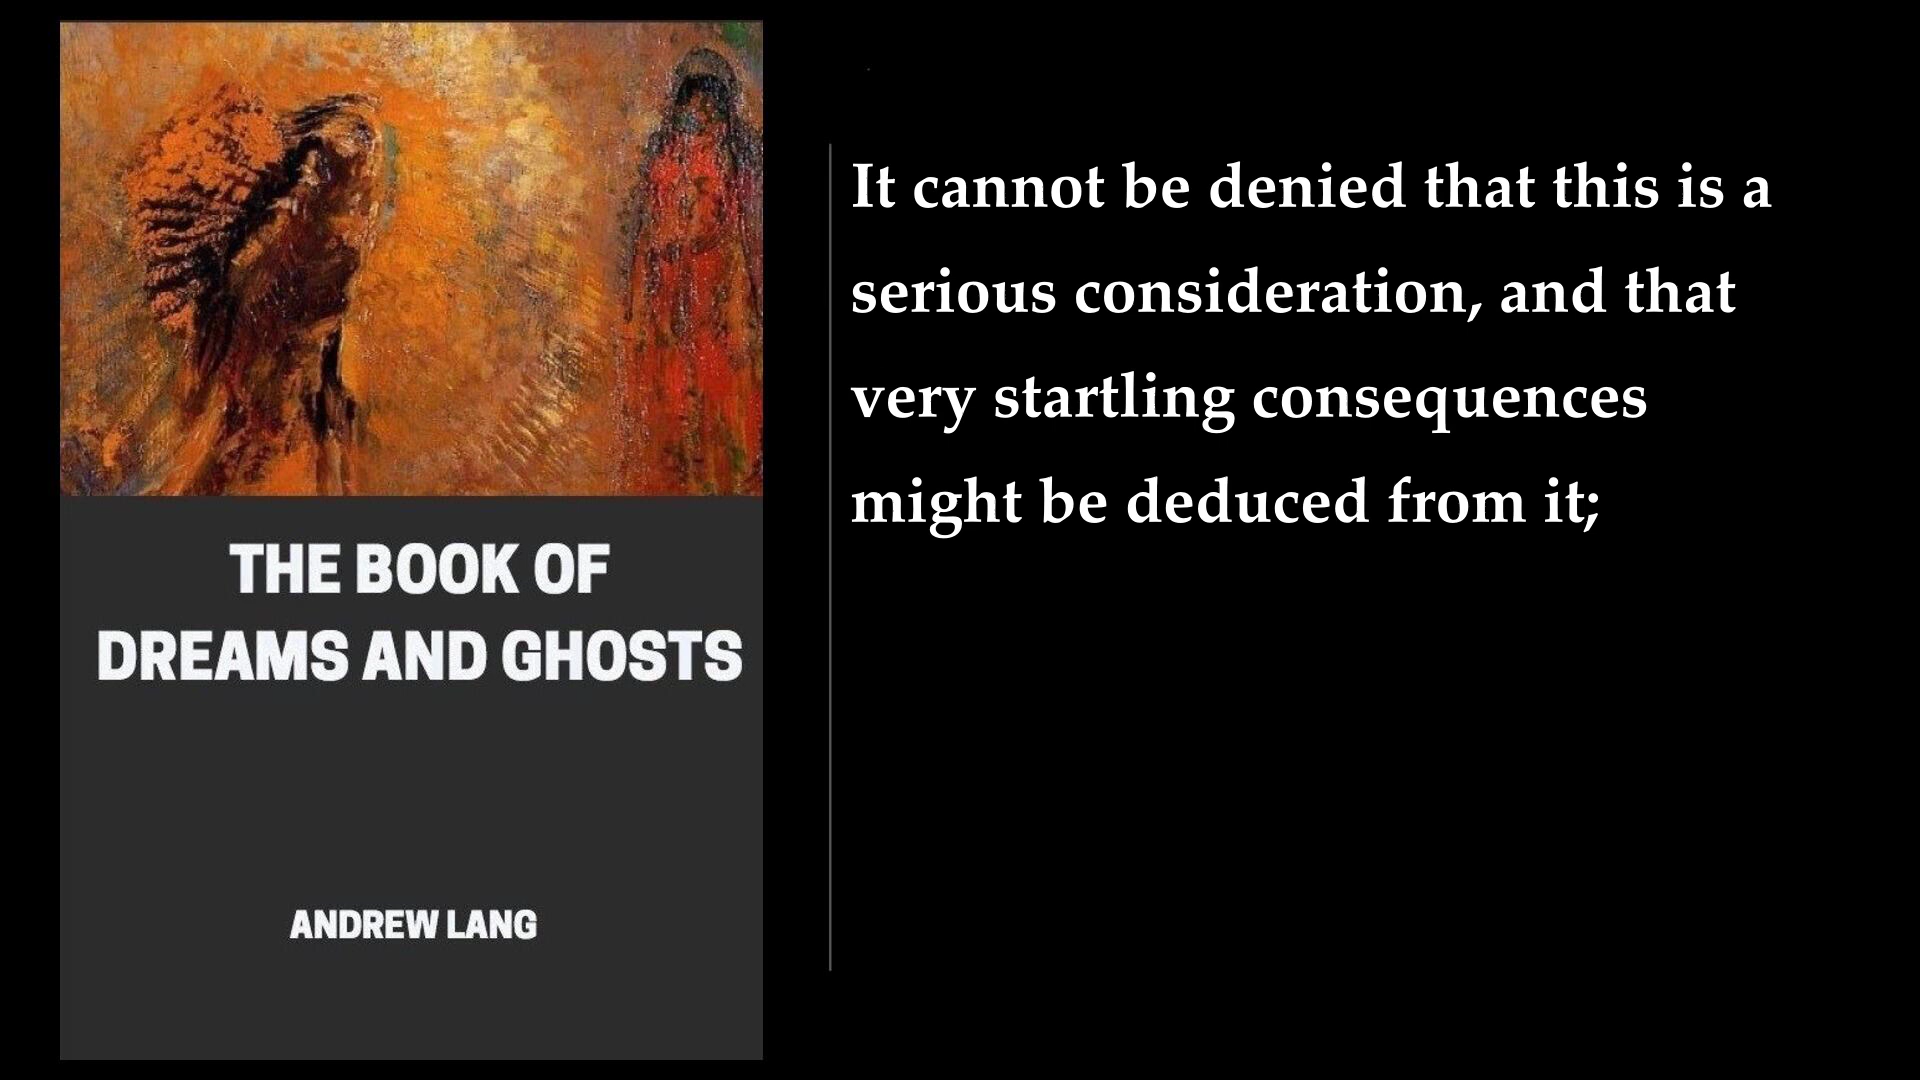 THE BOOK OF
DREAMS AND GHOSTS
ANDREW LANG
It cannot be denied that this is a
serious consideration, and that
very startling consequences
might be deduced from it;